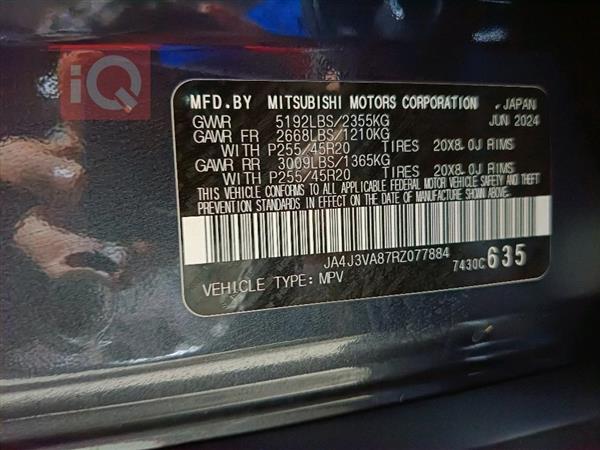 iQ
MFD.BY MITSUBISHI MOTORS CORPORATION, JAPAN
GVWR 5192LBS/2355KG JUN 2024
GAWR FR 2668LBS/1210KG
WITH P255/45R20 TIRES 20X8.0J RIMS
GAWR RR 3009LBS/1365KG
WITH P255/45R20 TIRES 20X8.0J RIMS
THIS VEHICLE CONFORMS TO ALL APPLICABLE FEDERAL MOTOR VEHICLE SAFETY AND THEFT
PREVENTION STANDARDS IN EFFECT ON THE DATE OF MANUFACTURE SHOWN ABOVE.
JA4J3VA87RZ077884
7430C635
VEHICLE TYPE: MPV